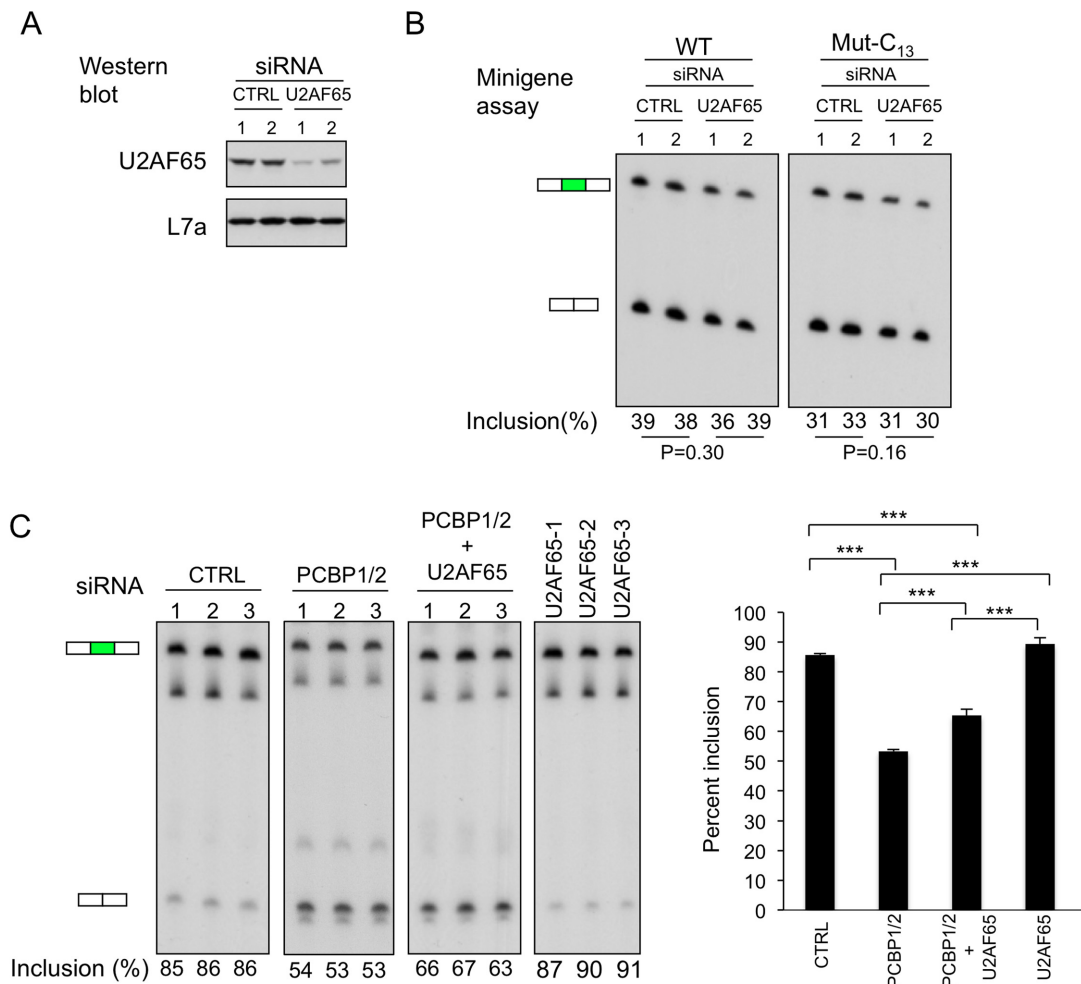 A
Western
blot
siRNA
CTRL U2AF65
1 2 1 2
U2AF65
L7a
B
Minigene
assay
WT
siRNA
CTRL U2AF65
1 2 1 2
Mut-C13
siRNA
CTRL U2AF65
1 2 1 2
Inclusion(%)
39 38 36 39
P=0.30
31 33 31 30
P=0.16
C
siRNA
CTRL
1 2 3
PCBP1/2
1 2 3
PCBP1/2
+
U2AF65
1 2 3
U2AF65-1
U2AF65-2
U2AF65-3
Inclusion (%)
85 86 86
54 53 53
66 67 63
87 90 91
***
***
***
***
***
Percent inclusion
100
90
80
70
60
50
40
30
20
10
0
CTRL
PCBP1/2
PCBP1/2
+
U2AF65
U2AF65